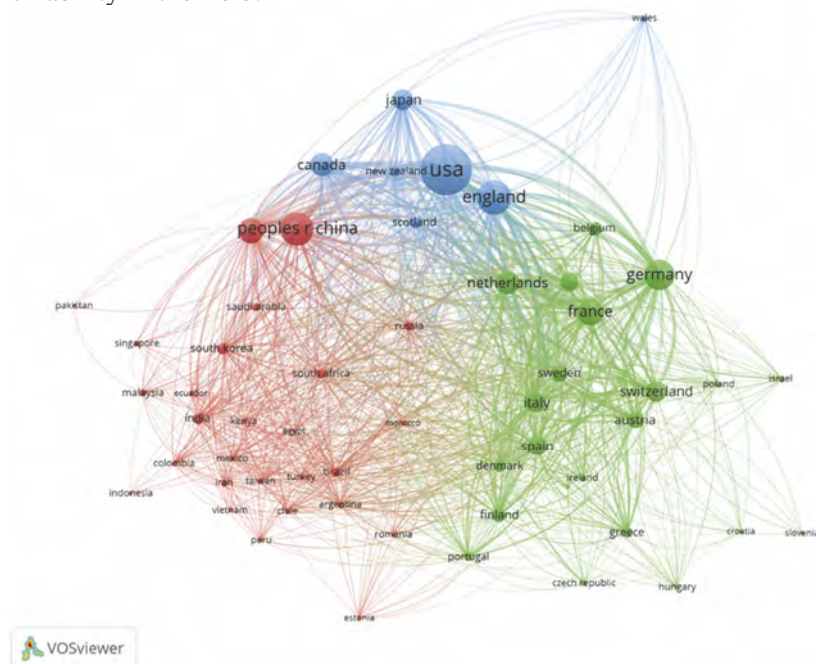 wales
japan
canada
new zealand
usa
england
scotland
peoples r china
belgium
netherlands
germany
pakistan
saudi arabia
france
russia
singapore
south korea
south africa
sweden
malaysia
ecuador
italy
switzerland
poland
israel
india
kenya
egypt
morocco
austria
spain
colombia
mexico
denmark
iran
taiwan
turkey
brazil
ireland
indonesia
vietnam
chile
argentina
finland
peru
romania
greece
croatia
slovenia
portugal
czech republic
hungary
estonia
VOSviewer